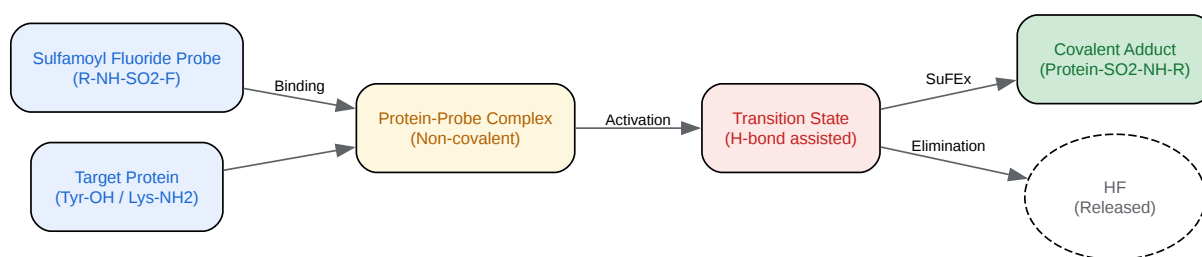 Sulfamoyl Fluoride Probe
(R-NH-SO2-F)
Target Protein
(Tyr-OH / Lys-NH2)
Binding
Protein-Probe Complex
(Non-covalent)
Activation
Transition State
(H-bond assisted)
SuFEx
Elimination
Covalent Adduct
(Protein-SO2-NH-R)
HF
(Released)